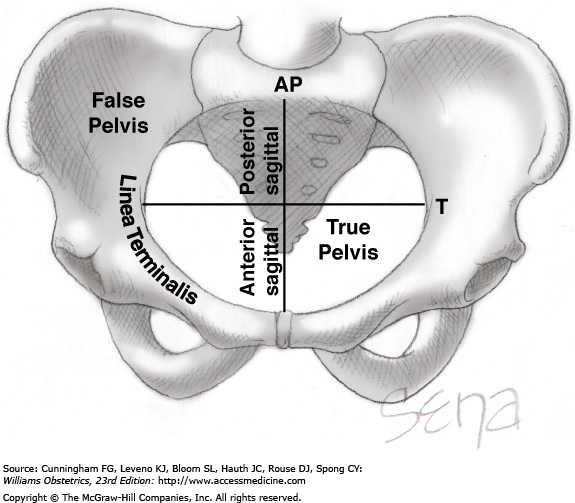 AP
False
Pelvis
Posterior
sagittal
Linea Terminalis
T
Anterior
sagittal
True
Pelvis
Sena
Source: Cunningham FG, Leveno KJ, Bloom SL, Hauth JC, Rouse DJ, Spong CY:
Williams Obstetrics, 23rd Edition: http://www.accessmedicine.com
Copyright © The McGraw-Hill Companies, Inc. All rights reserved.